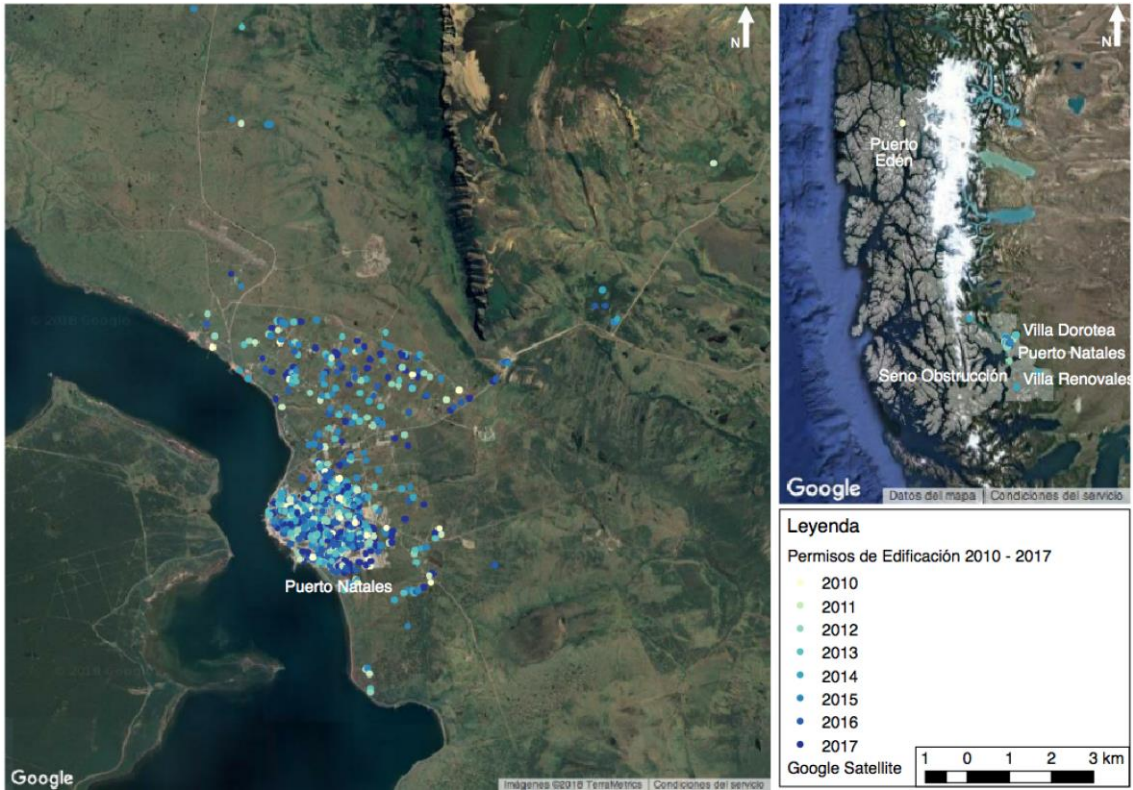 N
© 2018 Google
Puerto Natales
Google
Imágenes ©2018 TerraMetrics
Condiciones del servicio
N
Puerto
Edén
Villa Dorotea
Puerto Natales
Seno Obstrucción
Villa Renovales
Google
Datos del mapa
Condiciones del servicio
Leyenda
Permisos de Edificación 2010 - 2017
2010
2011
2012
2013
2014
2015
2016
2017
Google Satellite
1 0 1 2 3 km